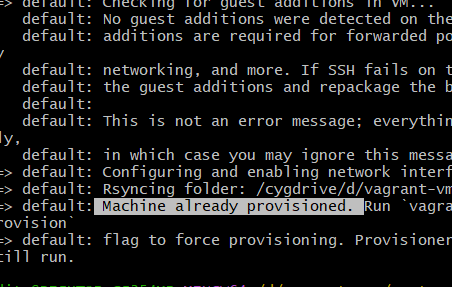 => default: Checking for guest additions in VM...
default: No guest additions were detected on the
default: additions are required for forwarded po
y
default: networking, and more. If SSH fails on t
default: the guest additions and repackage the b
default:
default: This is not an error message; everythin
ly,
default: in which case you may ignore this messa
=> default: Configuring and enabling network interf
=> default: Rsyncing folder: /cygdrive/d/vagrant-vm
=> default: Machine already provisioned. Run `vagra
rovision`
=> default: flag to force provisioning. Provisioner
till run.